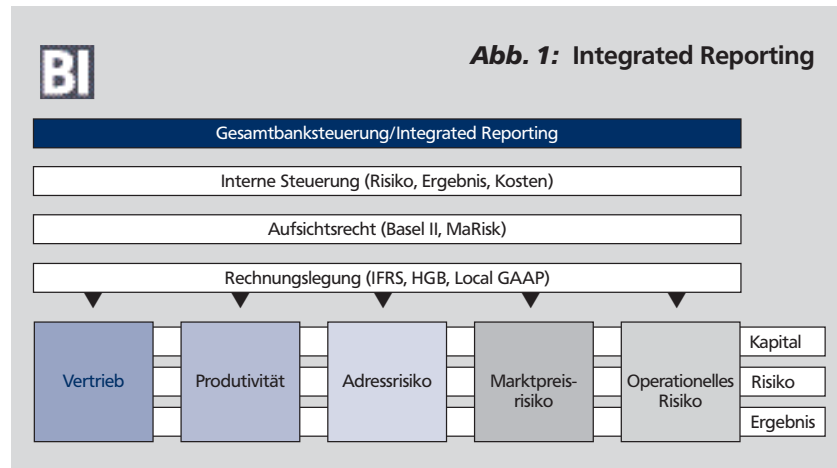 BI
Abb. 1: Integrated Reporting
Gesamtbanksteuerung/Integrated Reporting
Interne Steuerung (Risiko, Ergebnis, Kosten)
Aufsichtsrecht (Basel II, MaRisk)
Rechnungslegung (IFRS, HGB, Local GAAP)
Vertrieb
Produtivität
Adressrisiko
Marktpreis-
risiko
Operationelles
Risiko
Kapital
Risiko
Ergebnis